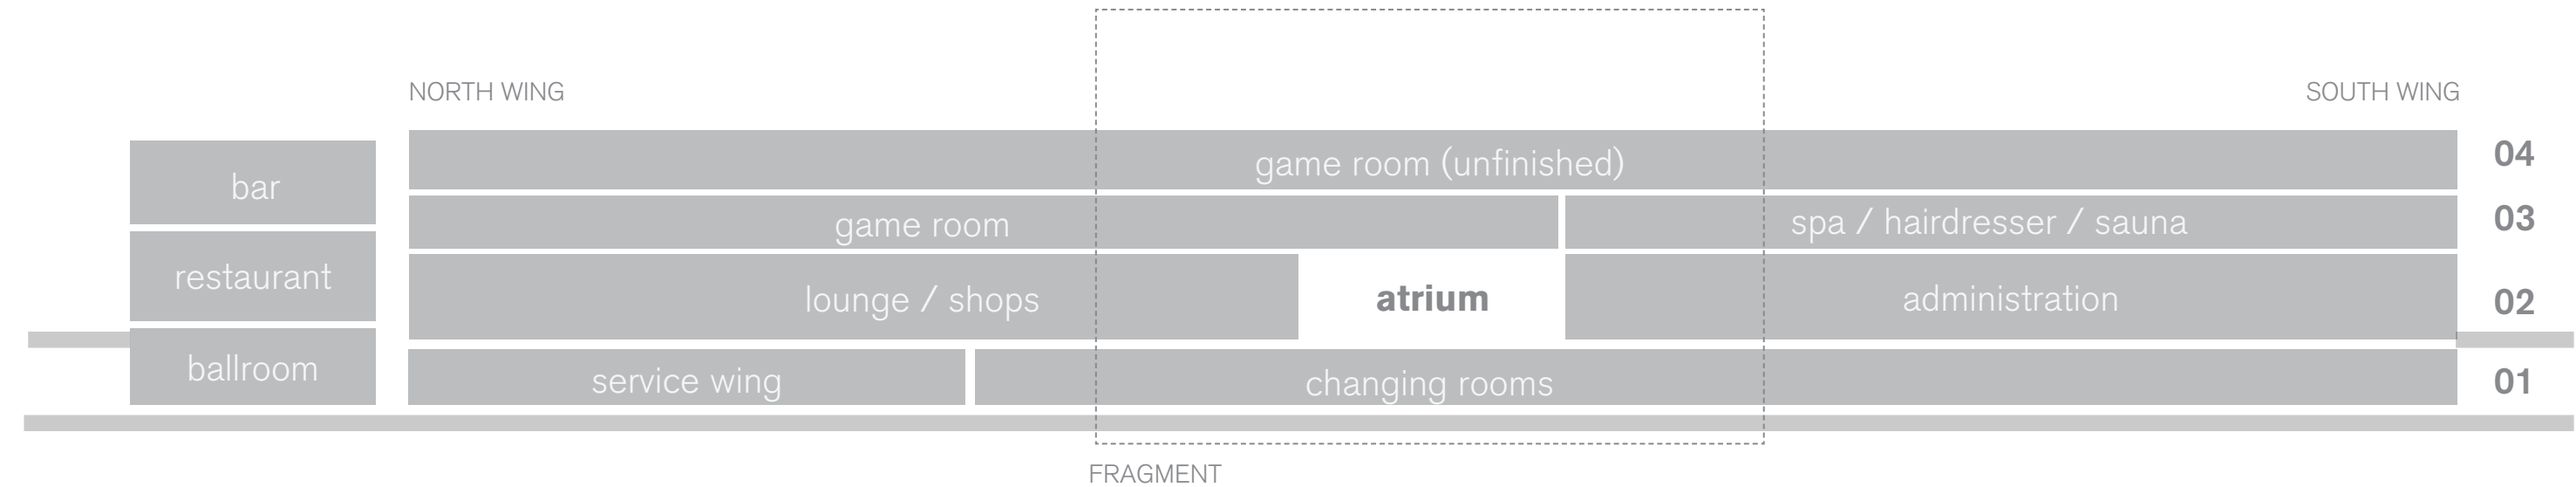 NORTH WING
SOUTH WING
bar
game room (unfinished)
04
game room
spa / hairdresser / sauna
03
restaurant
lounge / shops
atrium
administration
02
ballroom
service wing
changing rooms
01
FRAGMENT